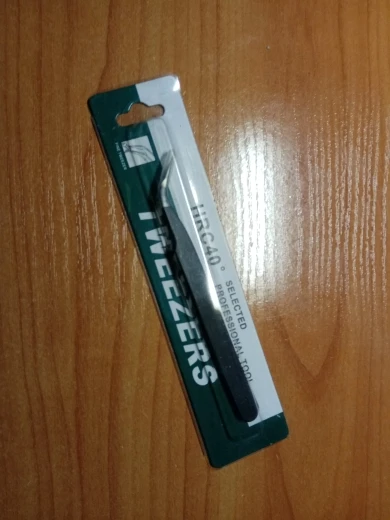 HRC40°
SELECTED
PROFESSIONAL TOOL
TWEEZERS